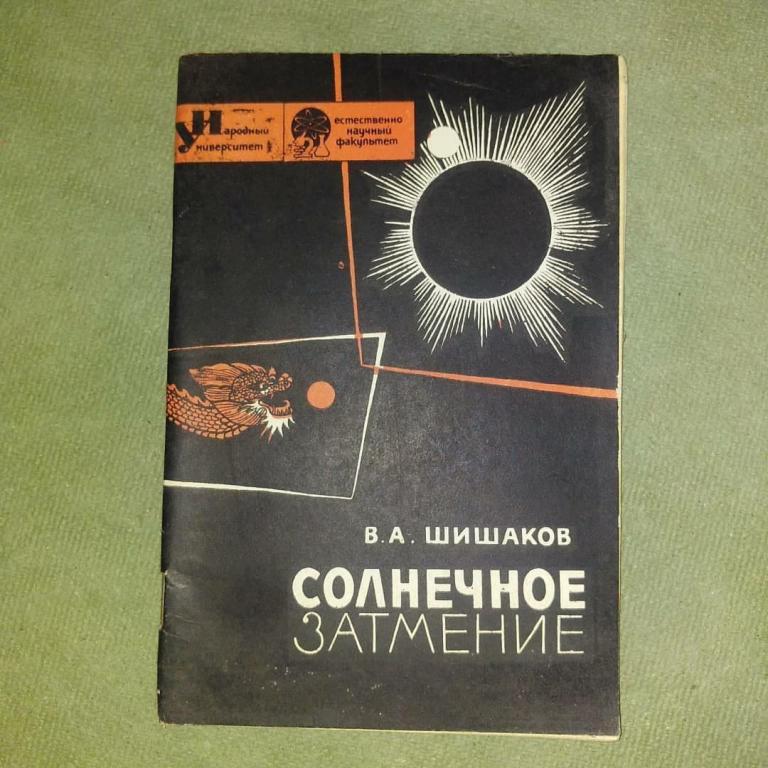 Народный
Университет
естественно
научный
факультет
В.А. ШИШАКОВ
СОЛНЕЧНОЕ
ЗАТМЕНИЕ